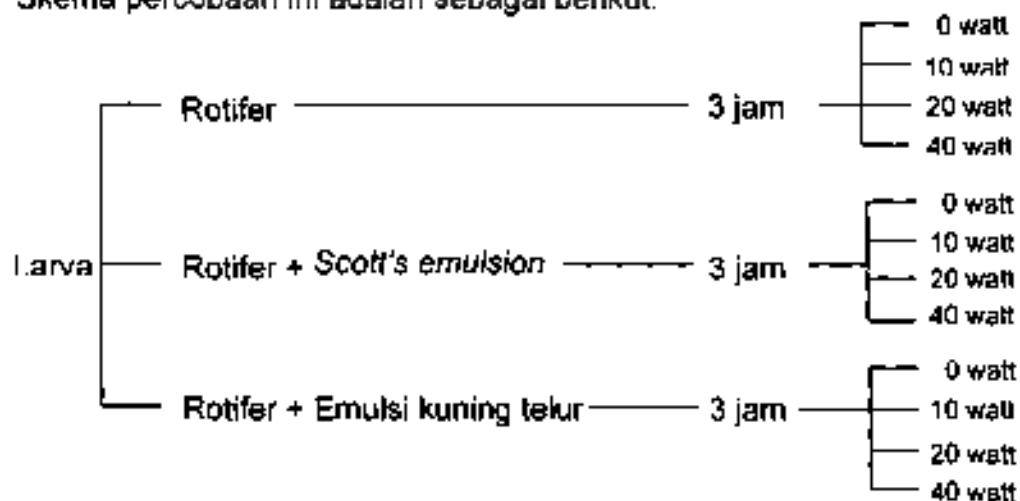 Skema percobaan ini adalah sebagai berikut:
0 watt
10 watt
Rotifer 3 jam 20 watt
40 watt
0 watt
10 watt
Larva Rotifer + Scott's emulsion 3 jam 20 watt
40 watt
0 watt
Rotifer + Emulsi kuning telur 3 jam 10 watt
20 watt
40 watt